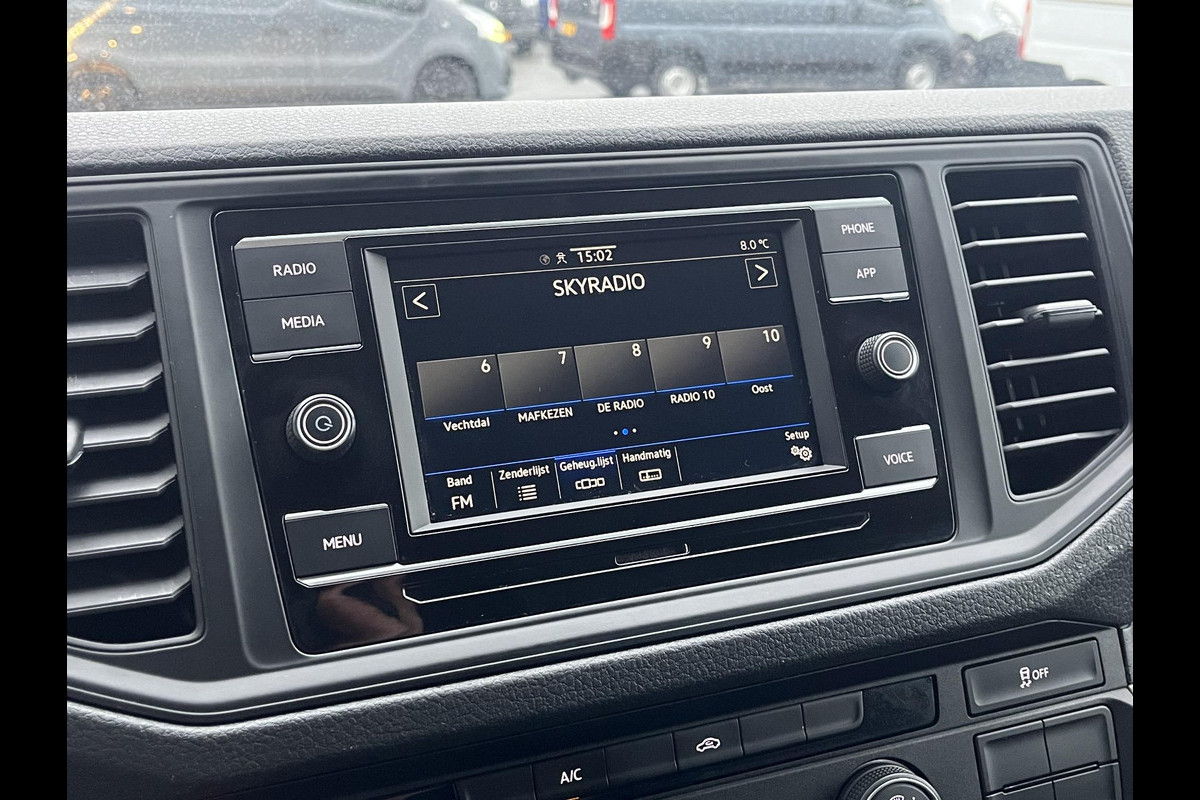 RADIO
MEDIA
MENU
15:02
8.0 °C
SKYRADIO
<
>
6 7 8 9 10
Vechtdal MAFKEZEN DE RADIO RADIO 10 Oost
Band Zenderlijst Geheug.lijst Handmatig Setup
FM
PHONE
APP
VOICE
OFF
A/C